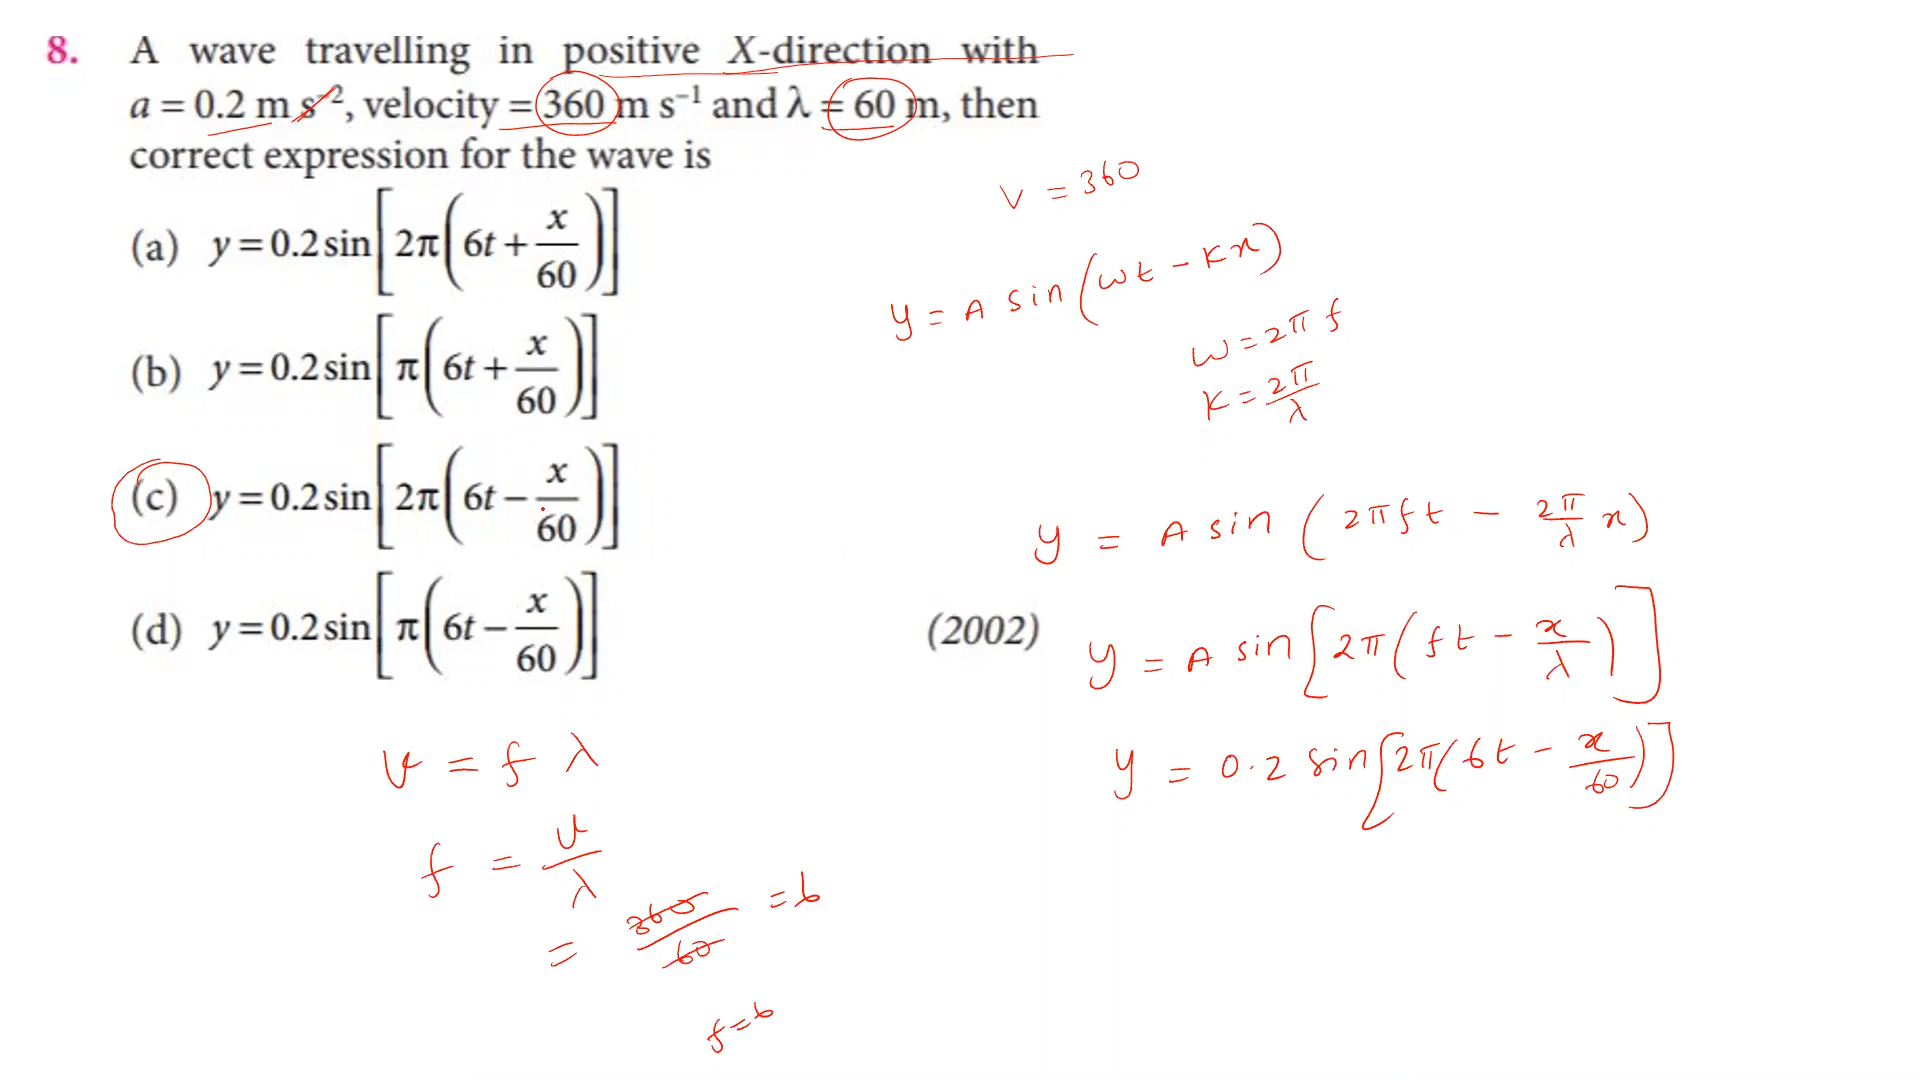 8. A wave travelling in positive X-direction with
a = 0.2 m s⁻², velocity = 360 m s⁻¹ and λ = 60 m, then
correct expression for the wave is
(a) y = 0.2 sin[2π(6t + x/60)]
(b) y = 0.2 sin[π(6t + x/60)]
(c) y = 0.2 sin[2π(6t − x/60)]
(d) y = 0.2 sin[π(6t − x/60)] (2002)
V = 360
y = A sin (ωt − Kx)
ω = 2π f
K = 2π/λ
y = A sin (2πft − 2π/λ x)
y = A sin [2π(ft − x/λ)]
y = 0.2 sin[2π(6t − x/60)]
v = f λ
f = v/λ
= 360/60 = 6
f = 6